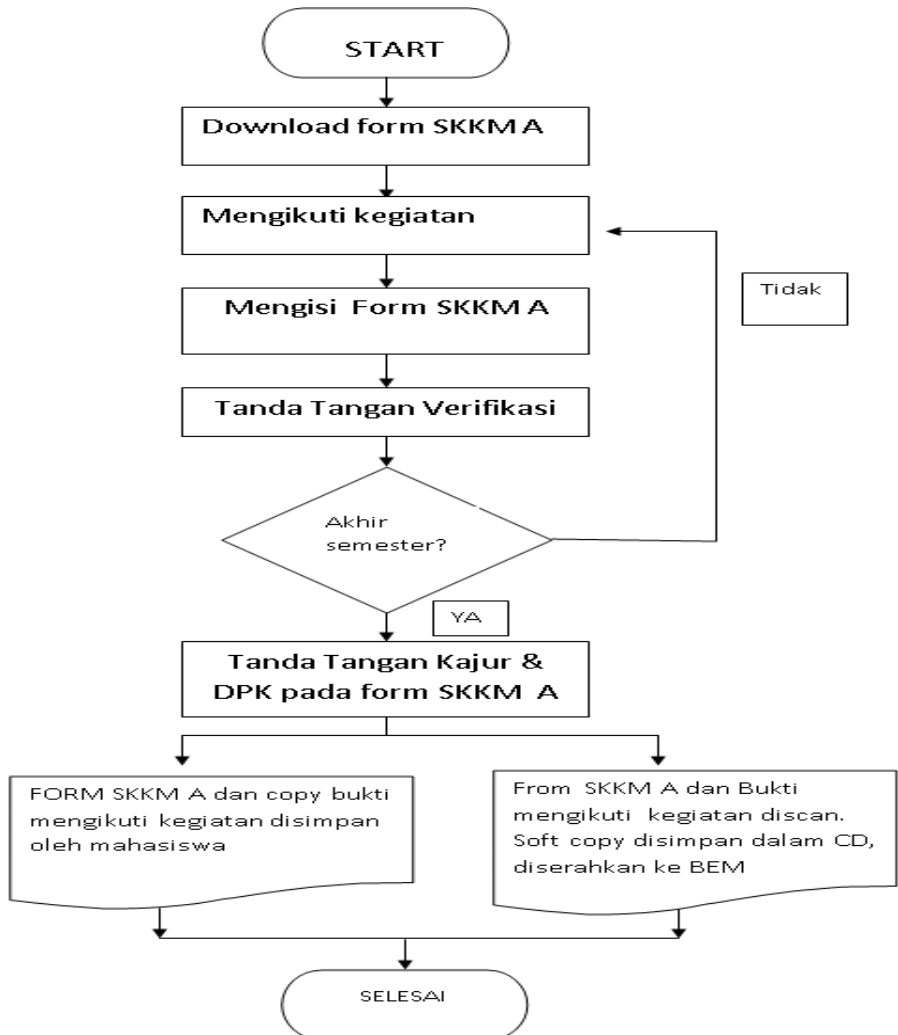 START
Download form SKKM A
Mengikuti kegiatan
Tidak
Mengisi Form SKKM A
Tanda Tangan Verifikasi
Akhir
semester?
YA
Tanda Tangan Kajur &
DPK pada form SKKM A
FORM SKKM A dan copy bukti
mengikuti kegiatan disimpan
oleh mahasiswa
From SKKM A dan Bukti
mengikuti kegiatan discan.
Soft copy disimpan dalam CD,
diserahkan ke BEM
SELESAI